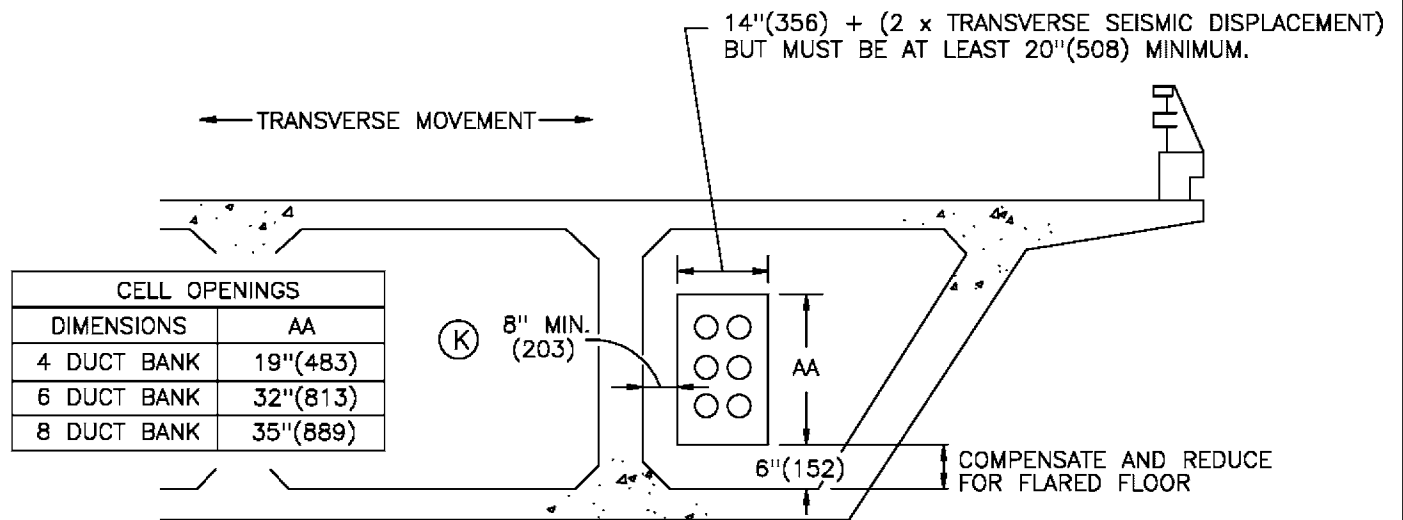 14"(356) + (2 x TRANSVERSE SEISMIC DISPLACEMENT)
BUT MUST BE AT LEAST 20"(508) MINIMUM.
TRANSVERSE MOVEMENT
CELL OPENINGS
DIMENSIONS AA
4 DUCT BANK 19"(483)
6 DUCT BANK 32"(813)
8 DUCT BANK 35"(889)
K
8" MIN.
(203)
AA
6"(152)
COMPENSATE AND REDUCE
FOR FLARED FLOOR